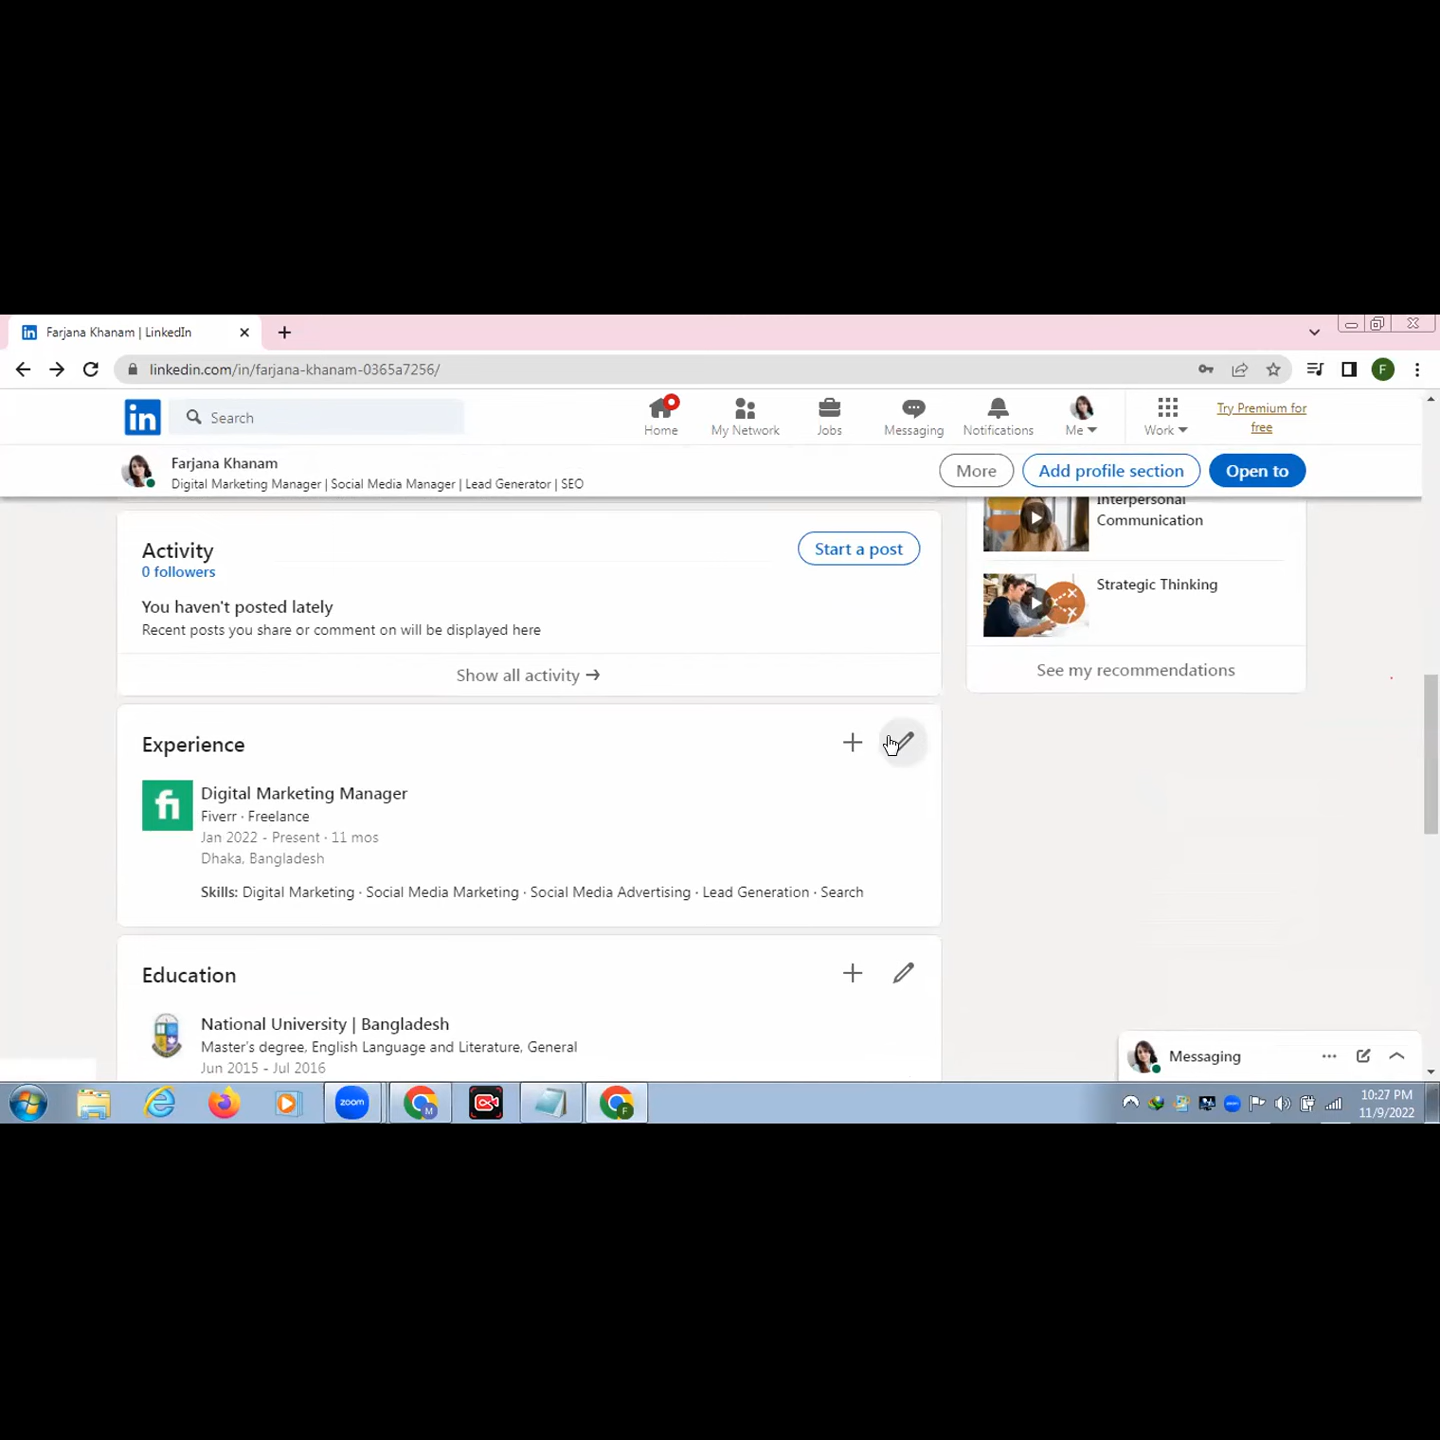 Farjana Khanam | LinkedIn
linkedin.com/in/farjana-khanam-0365a7256/
F
in
Search
Home
My Network
Jobs
Messaging
Notifications
Me
Work
Try Premium for
free
Farjana Khanam
Digital Marketing Manager | Social Media Manager | Lead Generator | SEO
More
Add profile section
Open to
Interpersonal
Communication
Strategic Thinking
See my recommendations
Activity
0 followers
Start a post
You haven't posted lately
Recent posts you share or comment on will be displayed here
Show all activity →
Experience
fi
Digital Marketing Manager
Fiverr · Freelance
Jan 2022 - Present · 11 mos
Dhaka, Bangladesh
Skills: Digital Marketing · Social Media Marketing · Social Media Advertising · Lead Generation · Search
Education
National University | Bangladesh
Master's degree, English Language and Literature, General
Jun 2015 - Jul 2016
Messaging
zoom
M
F
10:27 PM
11/9/2022